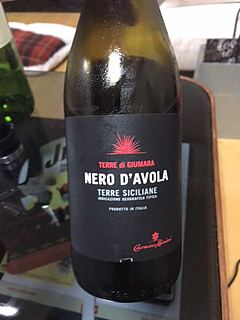 TERRE di GIUMARA
NERO D'AVOLA
TERRE SICILIANE
INDICAZIONE GEOGRAFICA TIPICA
PRODOTTO IN ITALIA